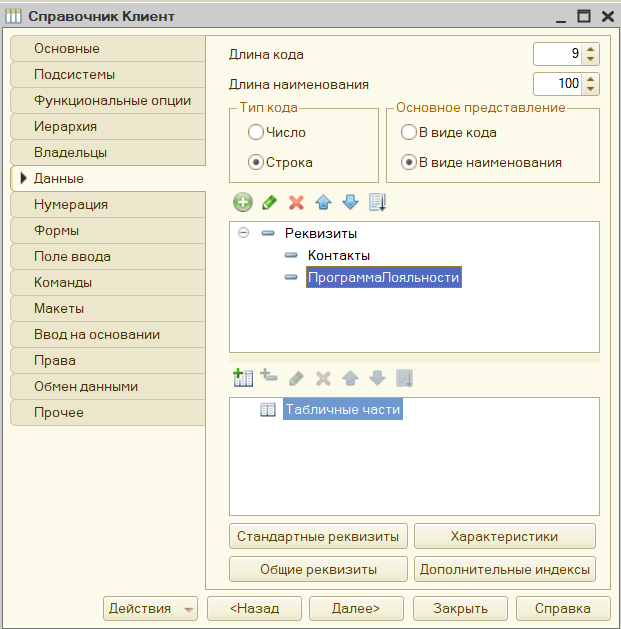 Справочник Клиент
Основные
Подсистемы
Функциональные опции
Иерархия
Владельцы
Данные
Нумерация
Формы
Поле ввода
Команды
Макеты
Ввод на основании
Права
Обмен данными
Прочее
Длина кода 9
Длина наименования 100
Тип кода
Число
Строка
Основное представление
В виде кода
В виде наименования
Реквизиты
Контакты
ПрограммаЛояльности
Табличные части
Стандартные реквизиты Характеристики
Общие реквизиты Дополнительные индексы
Действия <Назад Далее> Закрыть Справка